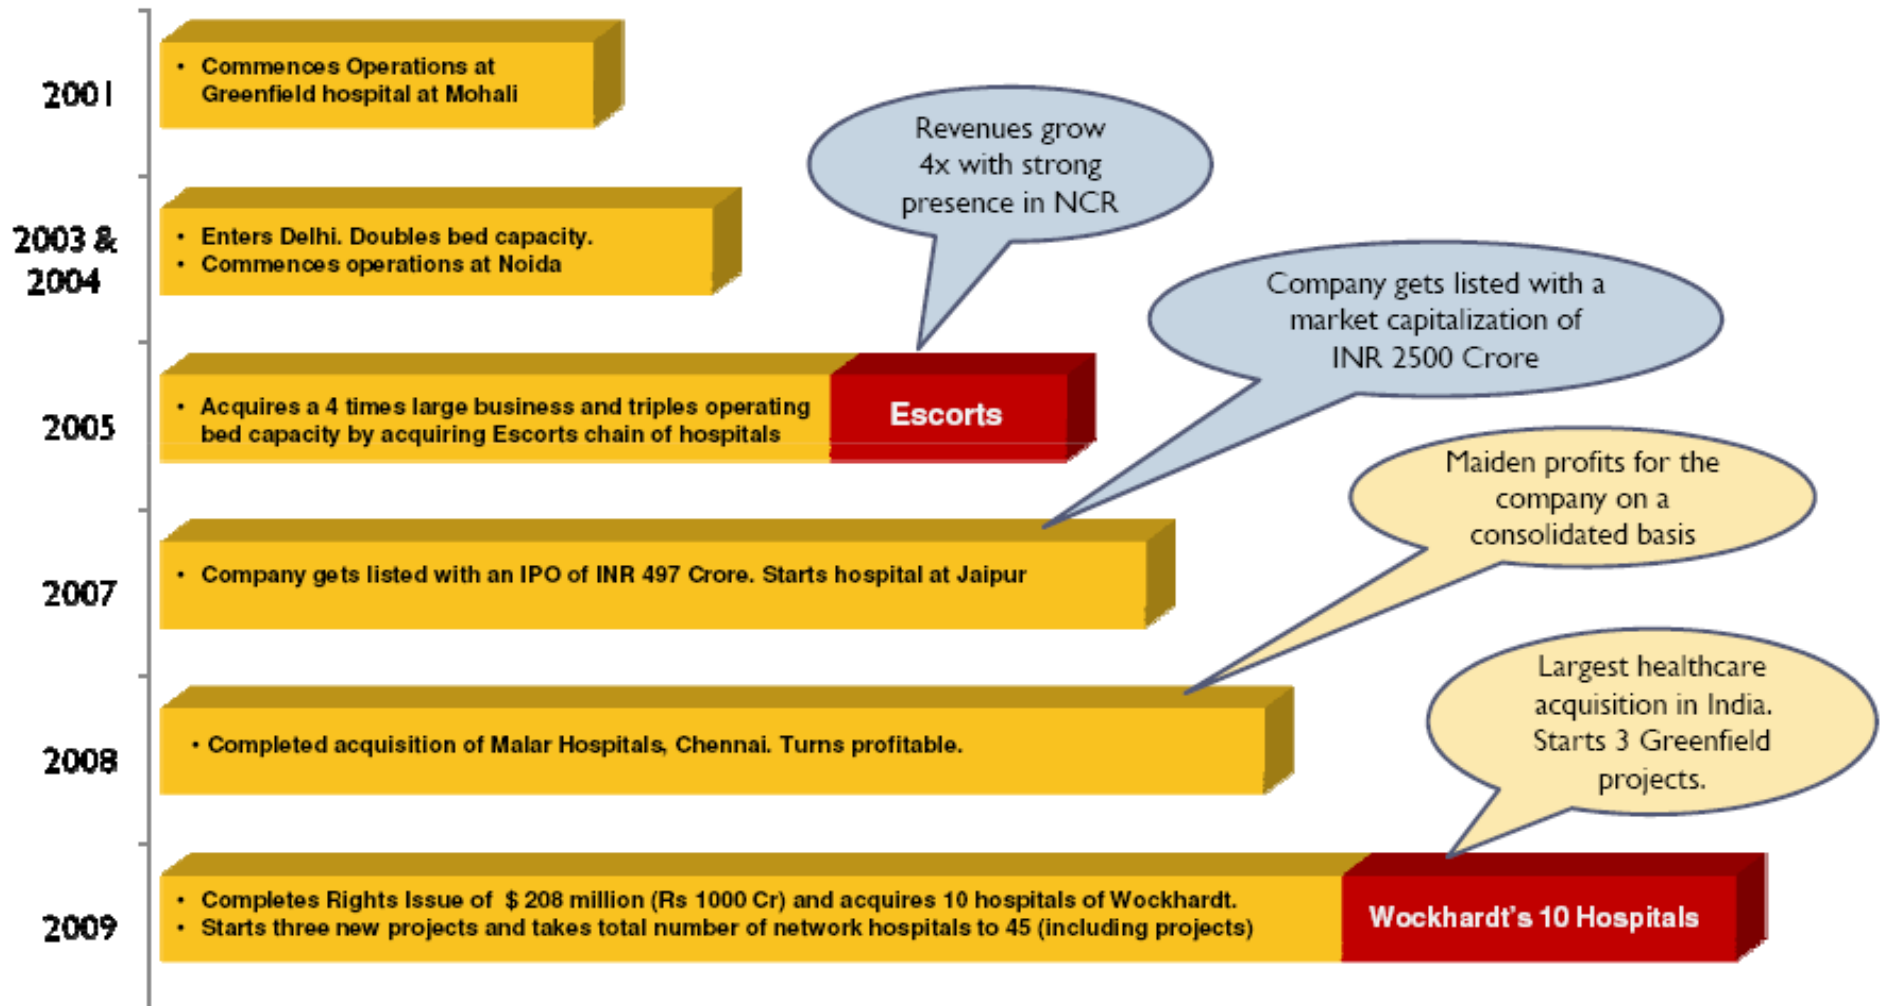 2001
• Commences Operations at
Greenfield hospital at Mohali
Revenues grow
4x with strong
presence in NCR
2003 &
2004
• Enters Delhi. Doubles bed capacity.
• Commences operations at Noida
Company gets listed with a
market capitalization of
INR 2500 Crore
2005
• Acquires a 4 times large business and triples operating
bed capacity by acquiring Escorts chain of hospitals
Escorts
Maiden profits for the
company on a
consolidated basis
2007
• Company gets listed with an IPO of INR 497 Crore. Starts hospital at Jaipur
Largest healthcare
acquisition in India.
Starts 3 Greenfield
projects.
2008
• Completed acquisition of Malar Hospitals, Chennai. Turns profitable.
2009
• Completes Rights Issue of $ 208 million (Rs 1000 Cr) and acquires 10 hospitals of Wockhardt.
• Starts three new projects and takes total number of network hospitals to 45 (including projects)
Wockhardt's 10 Hospitals